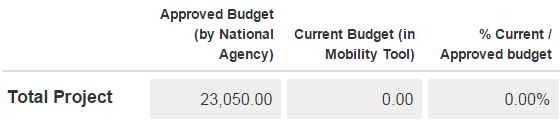 Approved Budget
(by National Current Budget (in % Current /
Agency) Mobility Tool) Approved budget
Total Project 23,050.00 0.00 0.00%